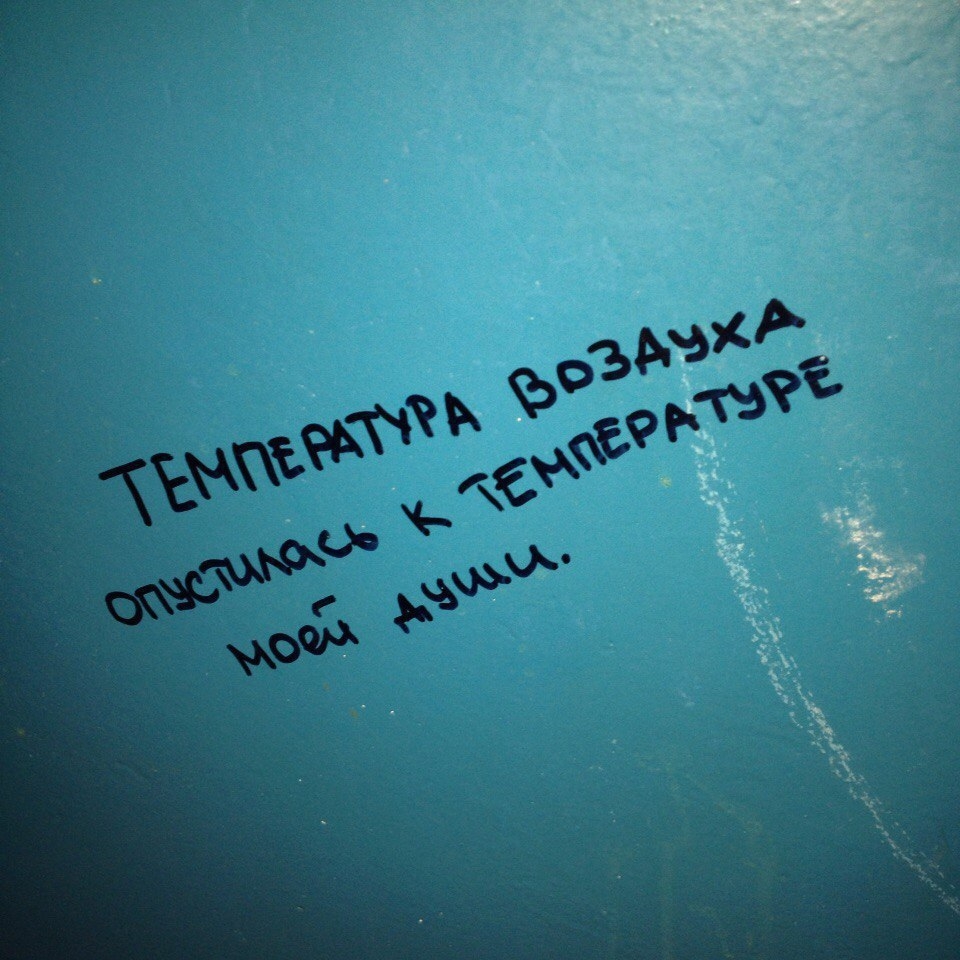 ТЕМПЕРАТУРА ВОЗДУХА
опустилась к ТЕМПЕРАТУРЕ
моей души.